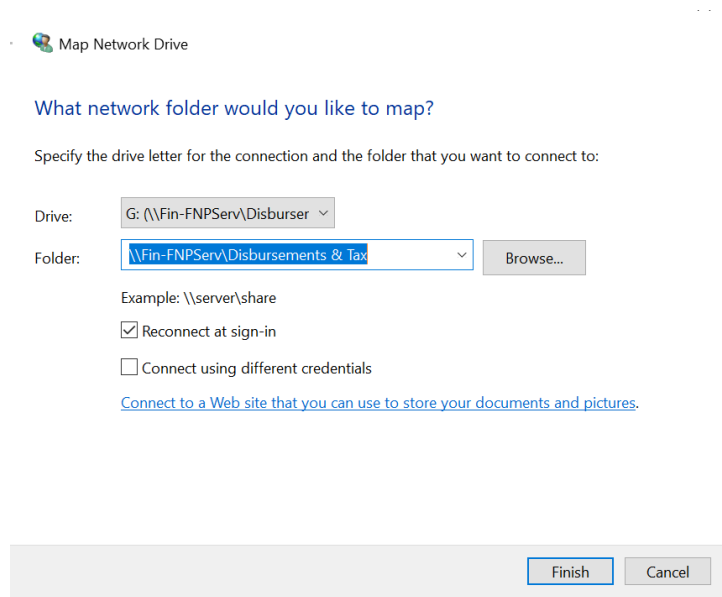 Map Network Drive
What network folder would you like to map?
Specify the drive letter for the connection and the folder that you want to connect to:
Drive: G: (\\Fin-FNPServ\Disburser
Folder: \\Fin-FNPServ\Disbursements & Tax Browse...
Example: \\server\share
Reconnect at sign-in
Connect using different credentials
Connect to a Web site that you can use to store your documents and pictures.
Finish Cancel